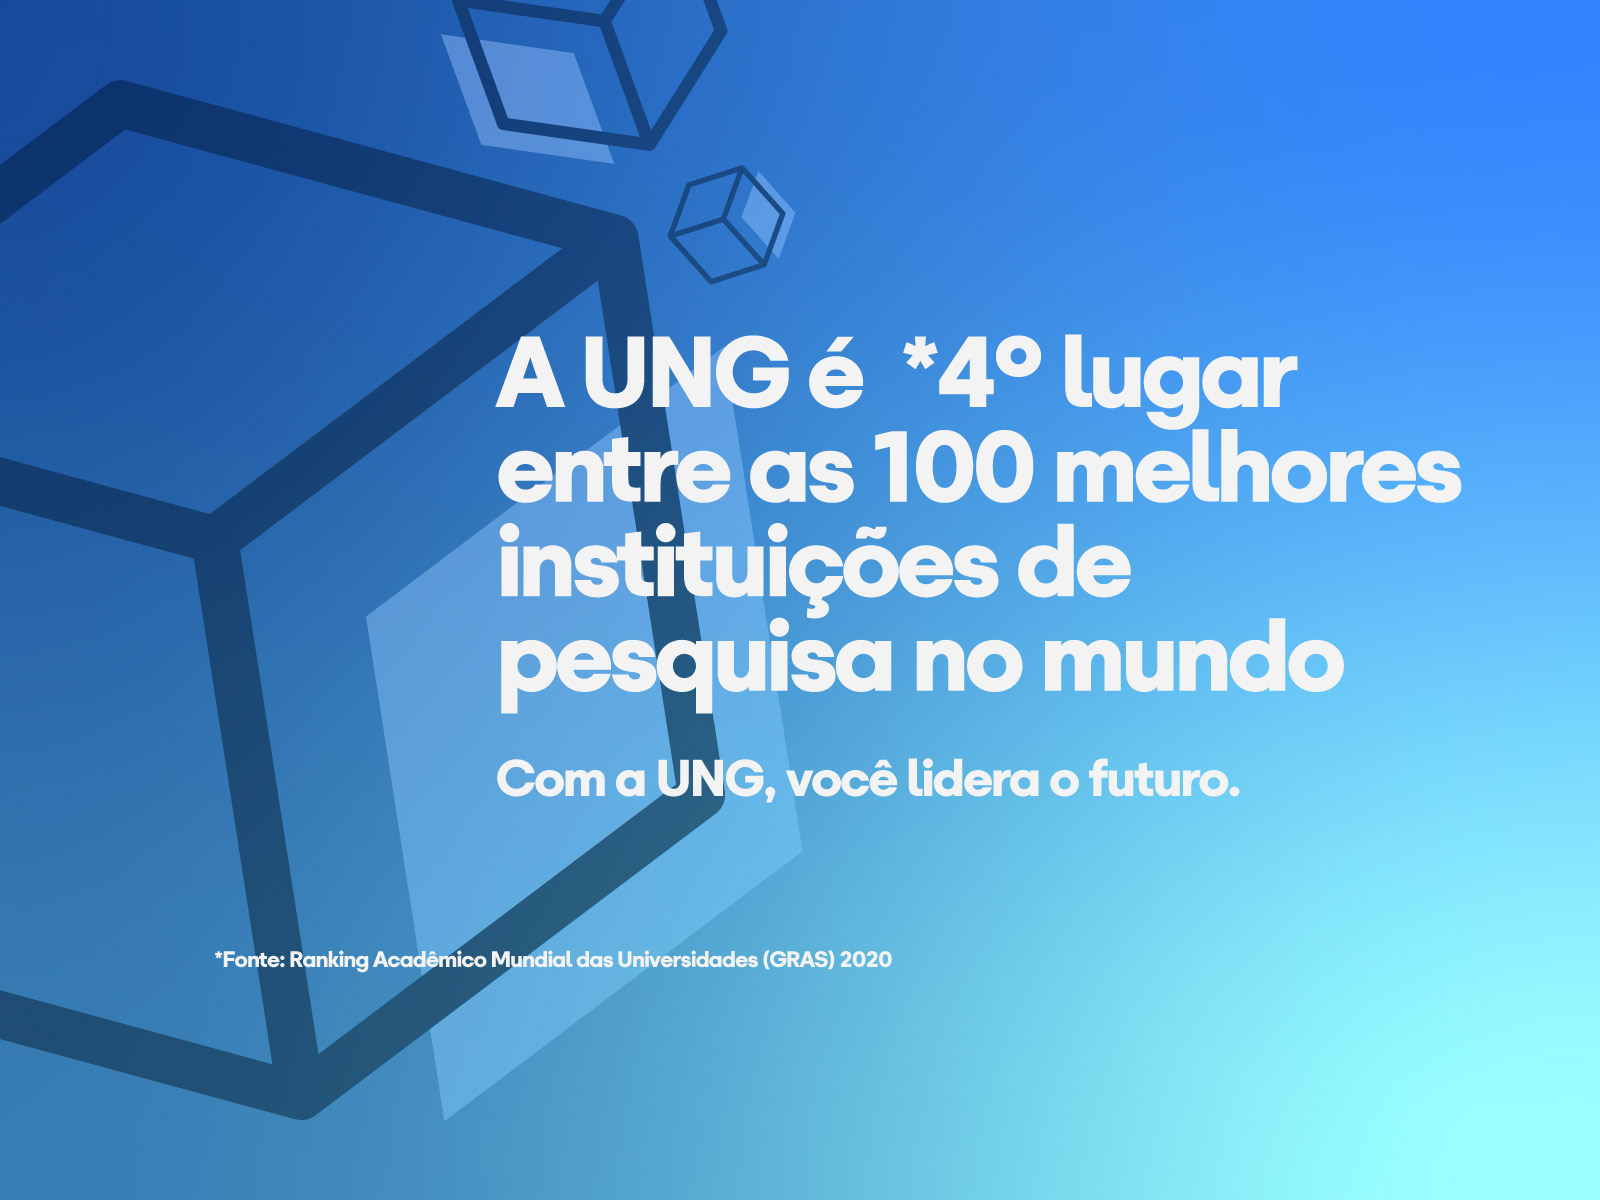 A UNG é *4º lugar
entre as 100 melhores
instituições de
pesquisa no mundo
Com a UNG, você lidera o futuro.
*Fonte: Ranking Acadêmico Mundial das Universidades (GRAS) 2020